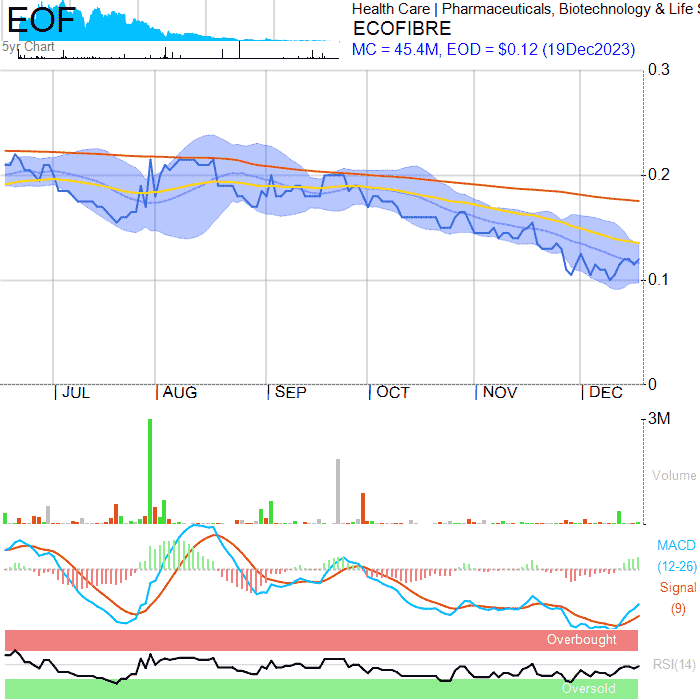 EOF
5yr Chart
Health Care | Pharmaceuticals, Biotechnology & Life S
ECOFIBRE
MC = 45.4M, EOD = $0.12 (19Dec2023)
0.3
0.2
0.1
0
JUL AUG SEP OCT NOV DEC
3M
Volume
MACD
(12-26)
Signal
(9)
Overbought
RSI(14)
Oversold